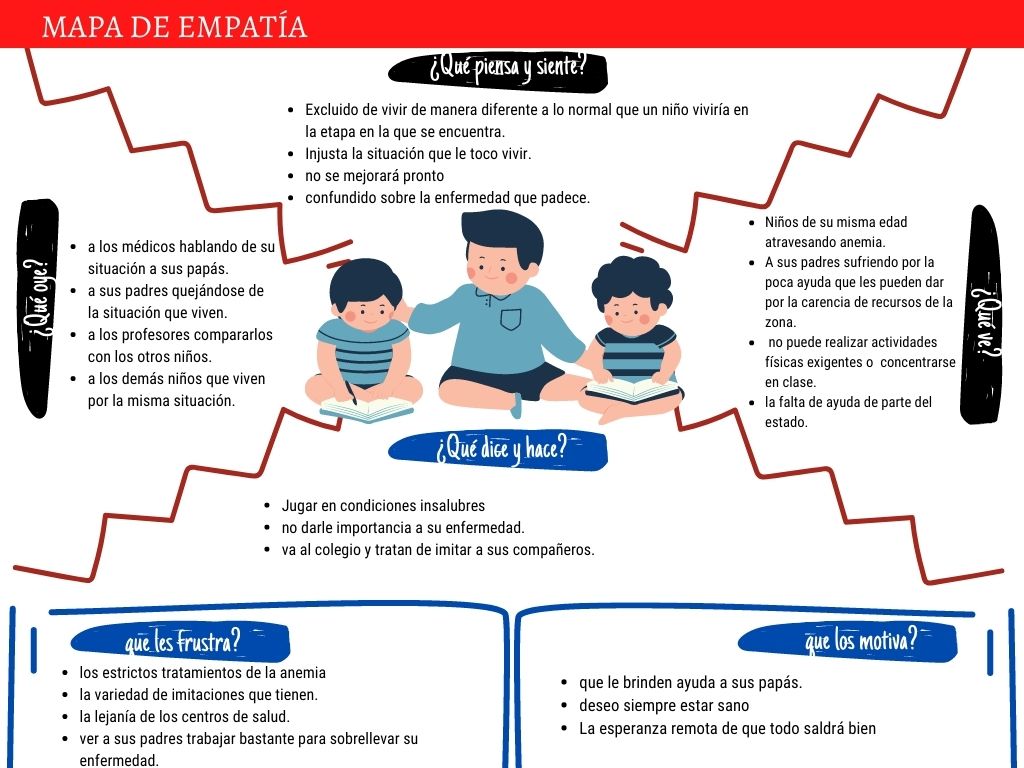 MAPA DE EMPATÍA
¿Qué piensa y siente?
• Excluido de vivir de manera diferente a lo normal que un niño viviría en
la etapa en la que se encuentra.
• Injusta la situación que le toco vivir.
• no se mejorará pronto
• confundido sobre la enfermedad que padece.
¿Qué oye?
• a los médicos hablando de su
situación a sus papás.
• a sus padres quejándose de
la situación que viven.
• a los profesores compararlos
con los otros niños.
• a los demás niños que viven
por la misma situación.
¿Qué ve?
• Niños de su misma edad
atravesando anemia.
• A sus padres sufriendo por la
poca ayuda que les pueden dar
por la carencia de recursos de la
zona.
• no puede realizar actividades
físicas exigentes o concentrarse
en clase.
• la falta de ayuda de parte del
estado.
¿Qué dice y hace?
• Jugar en condiciones insalubres
• no darle importancia a su enfermedad.
• va al colegio y tratan de imitar a sus compañeros.
que les frustra?
• los estrictos tratamientos de la anemia
• la variedad de imitaciones que tienen.
• la lejanía de los centros de salud.
• ver a sus padres trabajar bastante para sobrellevar su
enfermedad.
que los motiva?
• que le brinden ayuda a sus papás.
• deseo siempre estar sano
• La esperanza remota de que todo saldrá bien